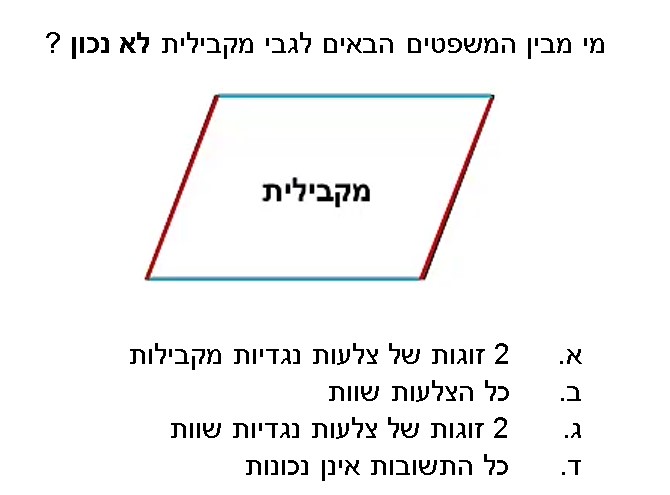 מי מבין המשפטים הבאים לגבי מקבילית לא נכון ?
מקבילית
א. 2 זוגות של צלעות נגדיות מקבילות
ב. כל הצלעות שוות
ג. 2 זוגות של צלעות נגדיות שוות
ד. כל התשובות אינן נכונות